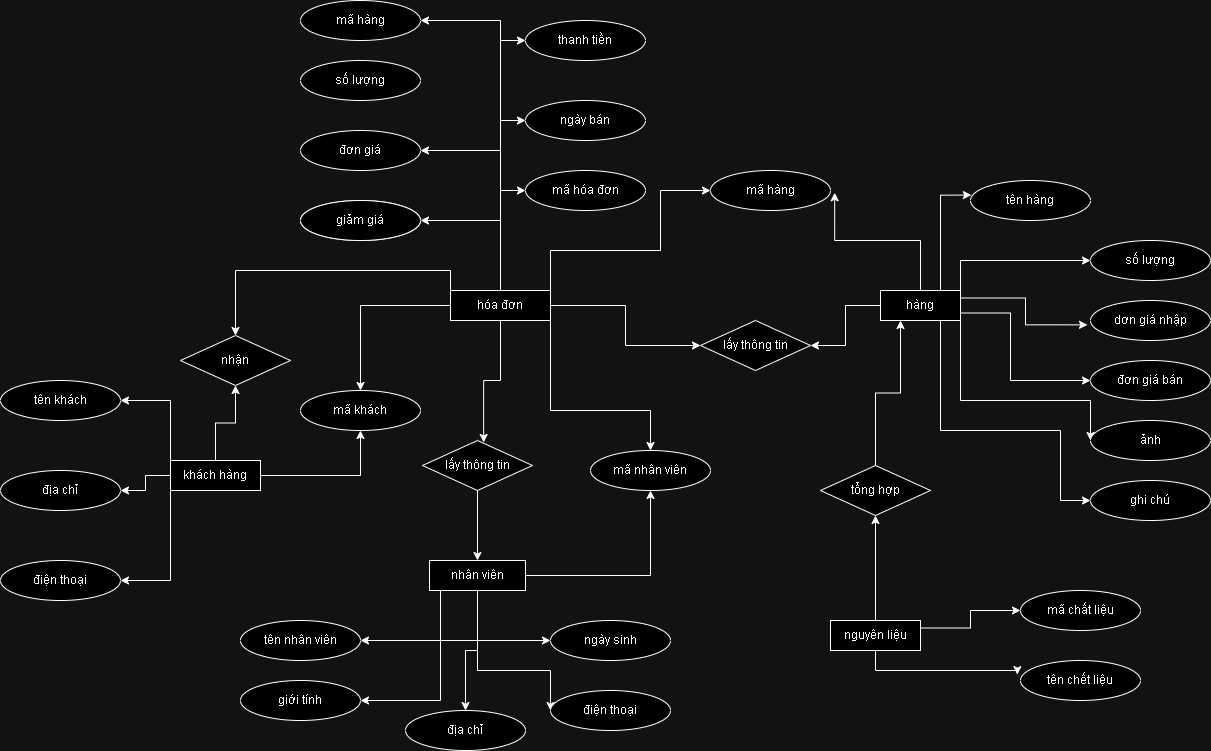 mã hàng
thanh tiền
số lượng
ngày bán
đơn giá
mã hóa đơn
mã hàng
tên hàng
giảm giá
số lượng
hóa đơn
hàng
dơn giá nhập
lấy thông tin
nhận
đơn giá bán
tên khách
mã khách
ảnh
khách hàng
lấy thông tin
mã nhân viên
địa chỉ
tổng hợp
ghi chú
điện thoại
nhân viên
mã chất liệu
nguyên liệu
tên nhân viên
ngày sinh
tên chết liệu
giới tính
điện thoại
địa chỉ